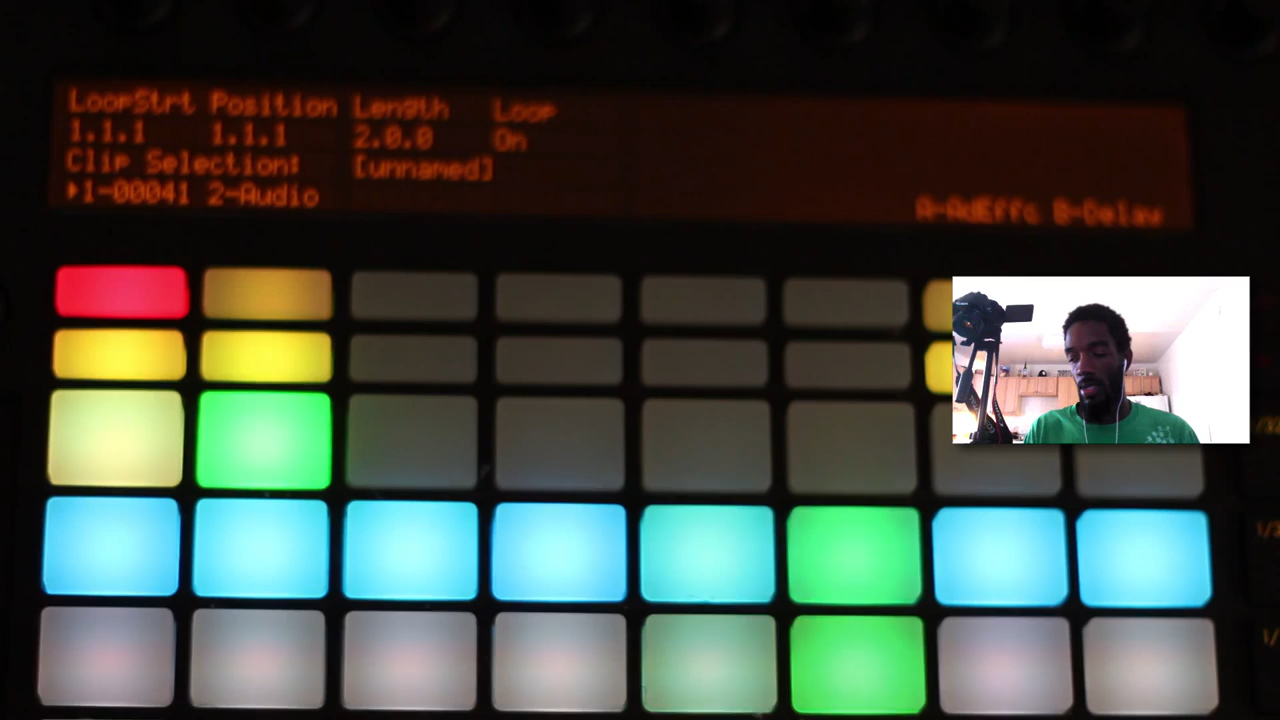 LoopStrt Position Length Loop
1.1.1 1.1.1 2.0.0 On
Clip Selection: [unnamed]
▶1-00041 2-Audio A-AdEffc B-Delay